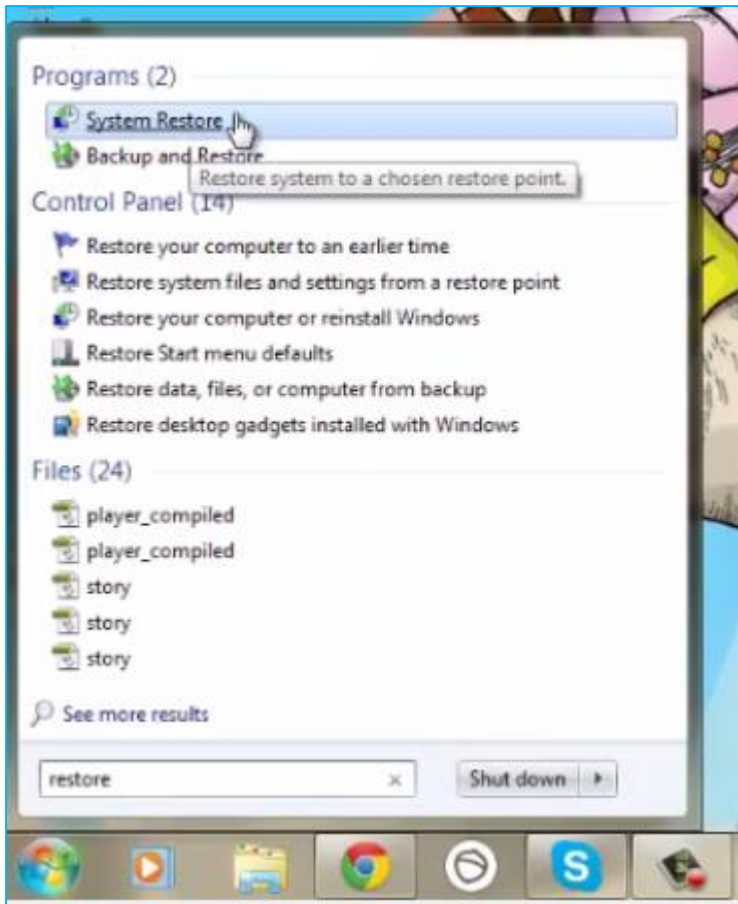 Programs (2)
System Restore
Backup and Restore
Restore system to a chosen restore point.
Control Panel (14)
Restore your computer to an earlier time
Restore system files and settings from a restore point
Restore your computer or reinstall Windows
Restore Start menu defaults
Restore data, files, or computer from backup
Restore desktop gadgets installed with Windows
Files (24)
player_compiled
player_compiled
story
story
story
See more results
restore
Shut down